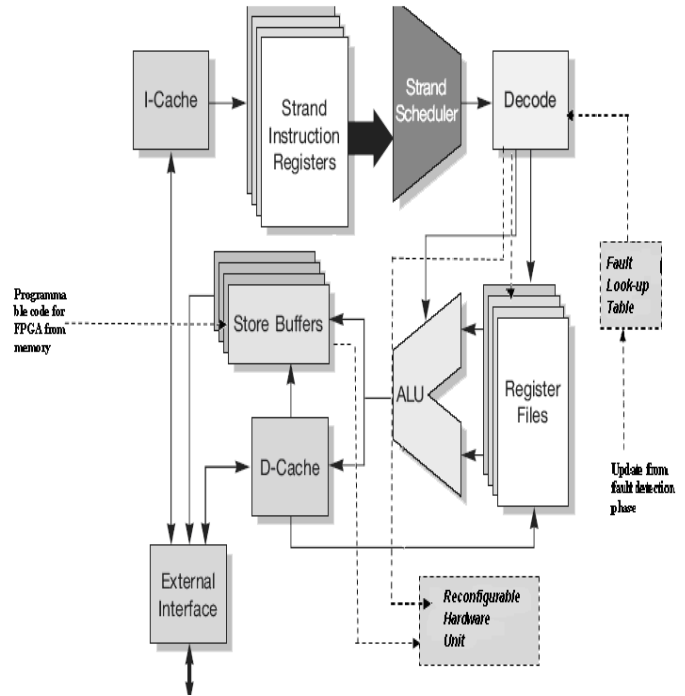 I-Cache
Strand
Instruction
Registers
Strand
Scheduler
Decode
Fault
Look-up
Table
Programma
ble code for
FPGA from
memory
Store Buffers
ALU
Register
Files
D-Cache
Update from
fault detection
phase
External
Interface
Reconfigurable
Hardware
Unit